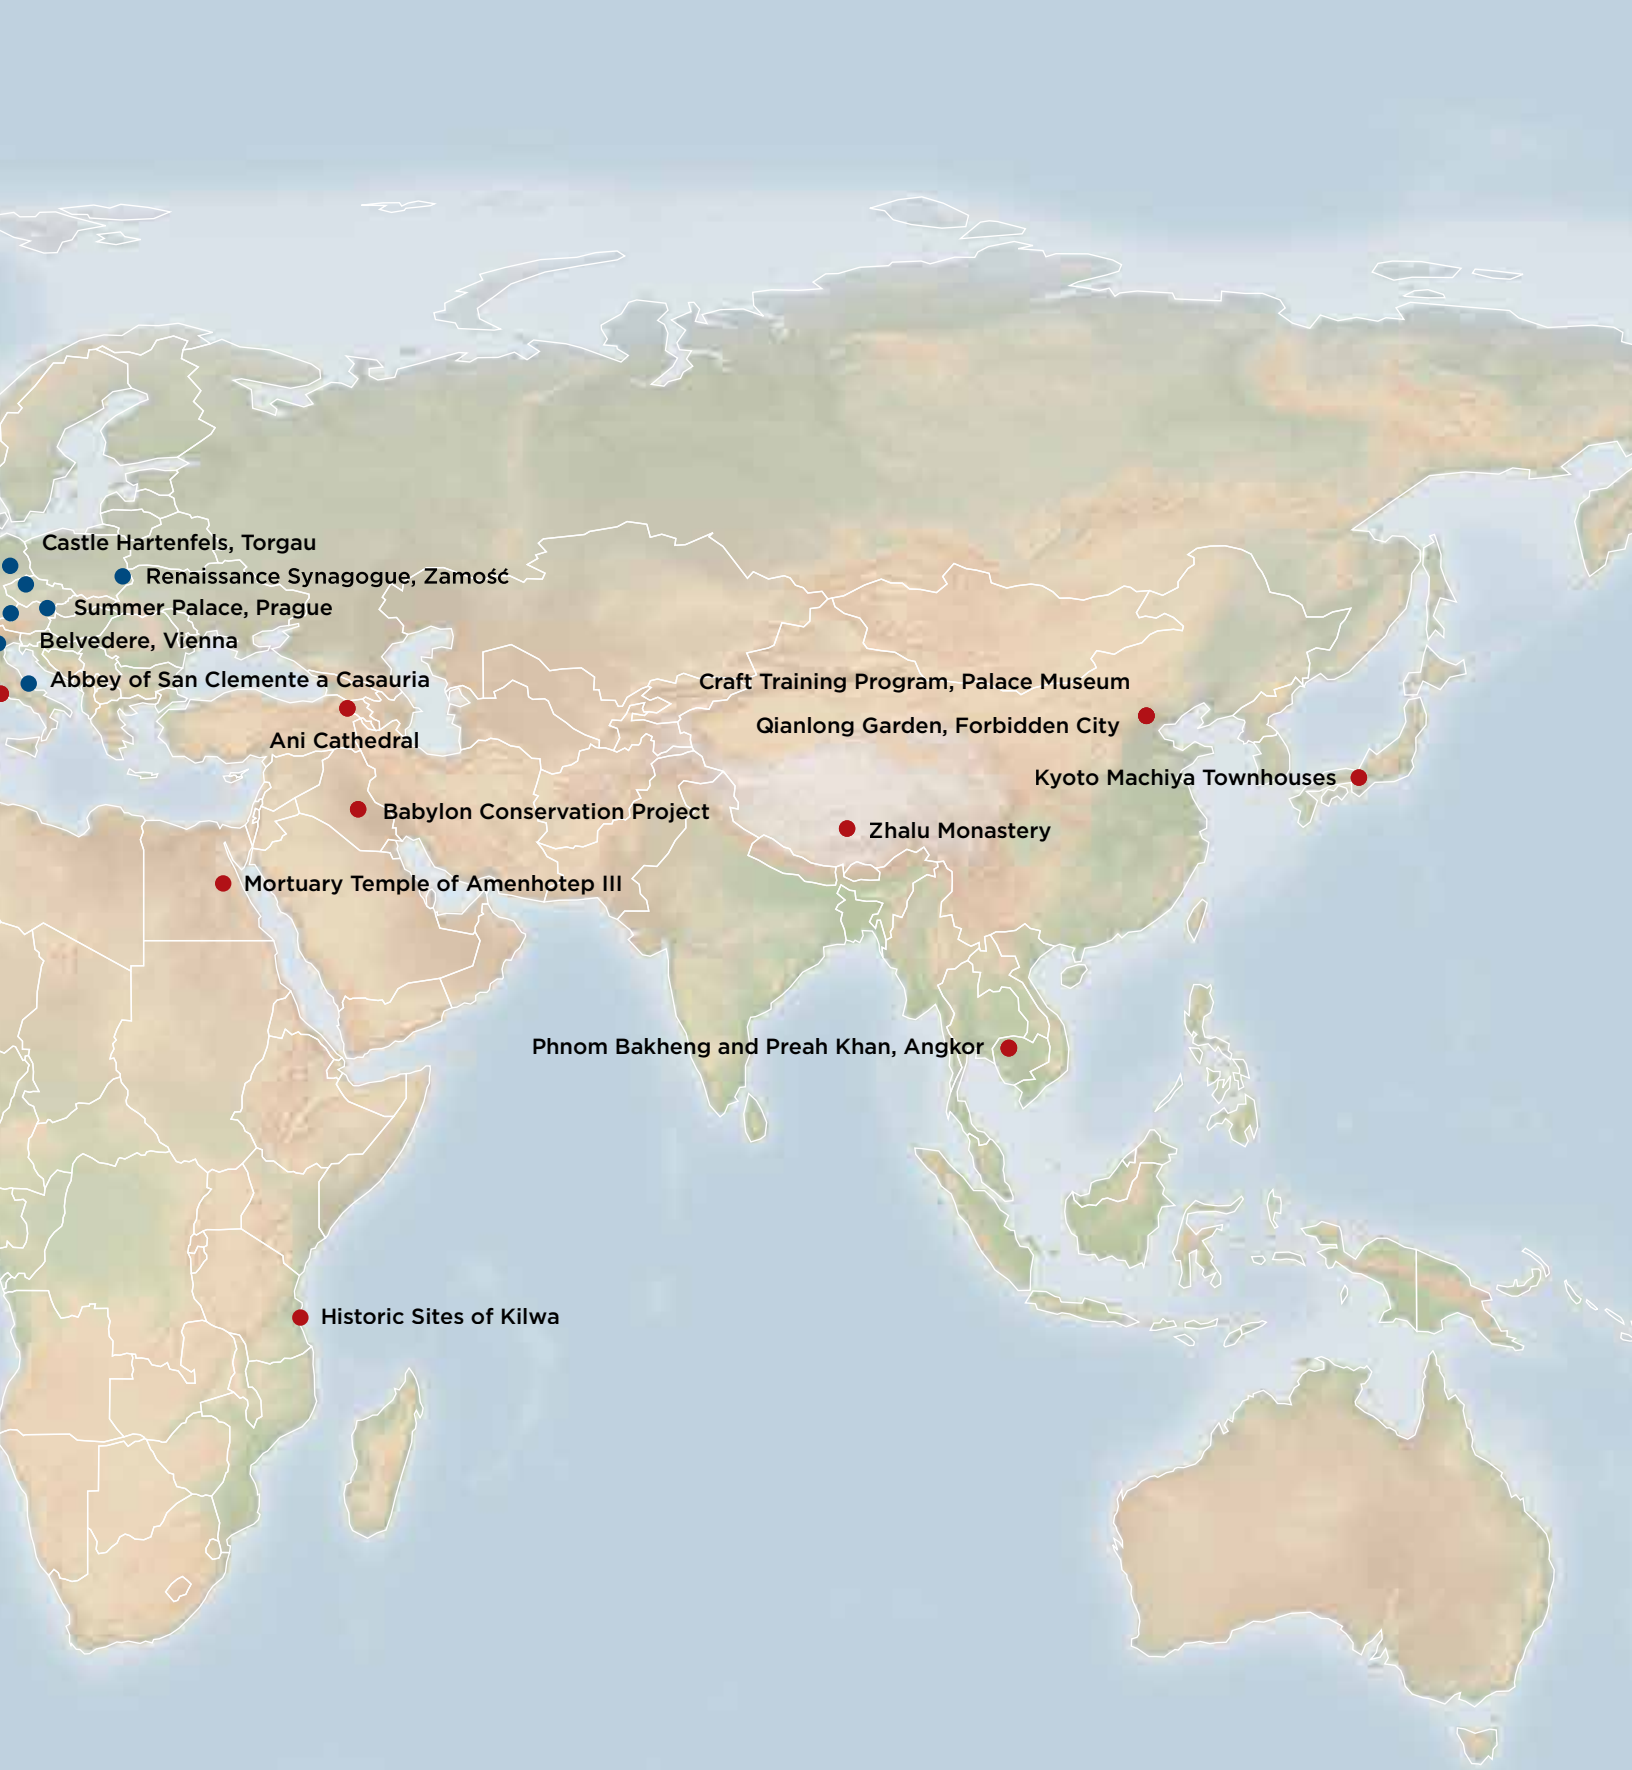 Castle Hartenfels, Torgau
Renaissance Synagogue, Zamość
Summer Palace, Prague
Belvedere, Vienna
Abbey of San Clemente a Casauria
Craft Training Program, Palace Museum
Qianlong Garden, Forbidden City
Ani Cathedral
Kyoto Machiya Townhouses
Babylon Conservation Project
Zhalu Monastery
Mortuary Temple of Amenhotep III
Phnom Bakheng and Preah Khan, Angkor
Historic Sites of Kilwa